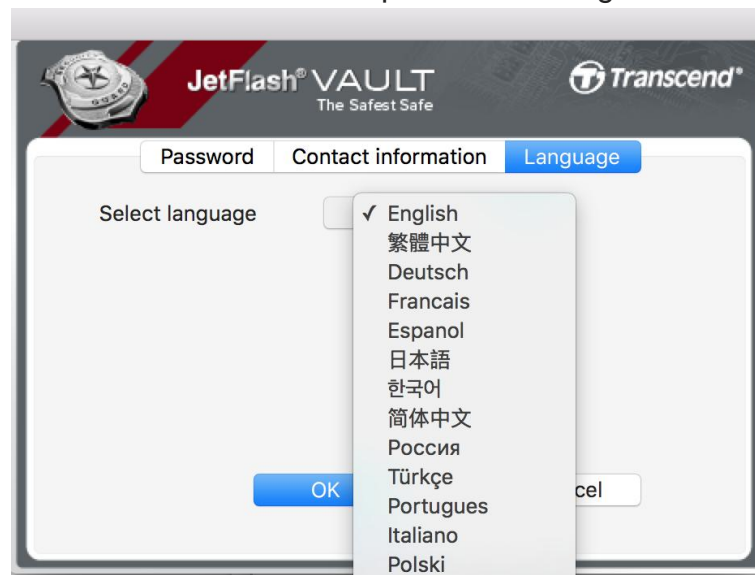 JetFlash® VAULT
The Safest Safe
Transcend®
GUARD
Password Contact information Language
Select language
✓ English
繁體中文
Deutsch
Francais
Espanol
日本語
한국어
简体中文
Россия
Türkçe
OK cel
Portugues
Italiano
Polski